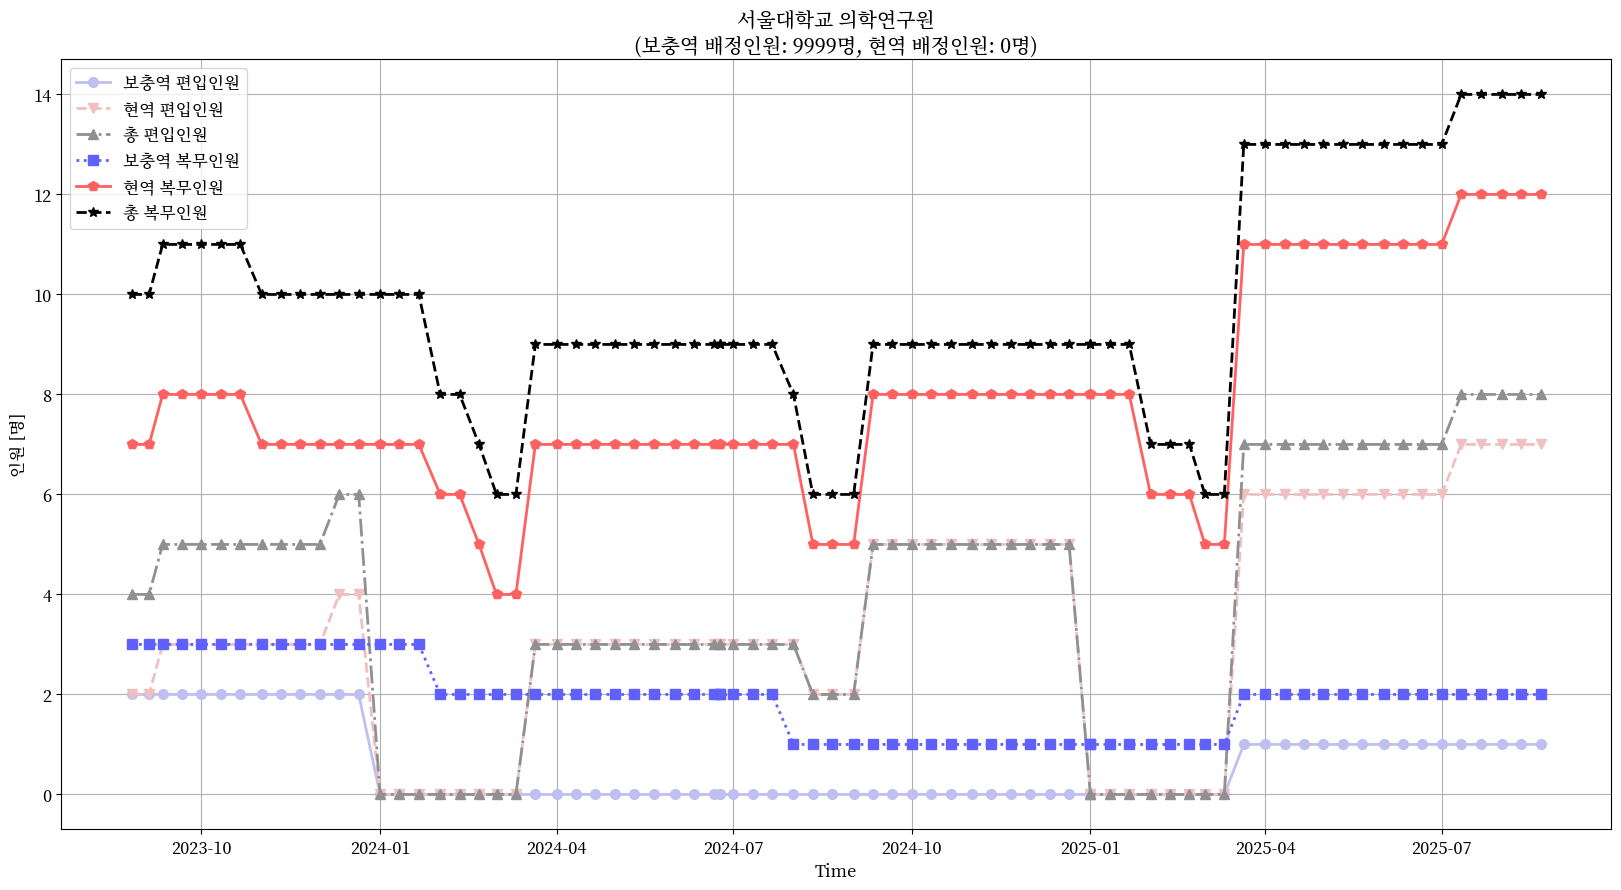 서울대학교 의학연구원
(보충역 배정인원: 9999명, 현역 배정인원: 0명)
보충역 편입인원
현역 편입인원
총 편입인원
보충역 복무인원
현역 복무인원
총 복무인원
14
12
10
8
6
4
2
0
인원 [명]
2023-10
2024-01
2024-04
2024-07
2024-10
2025-01
2025-04
2025-07
Time